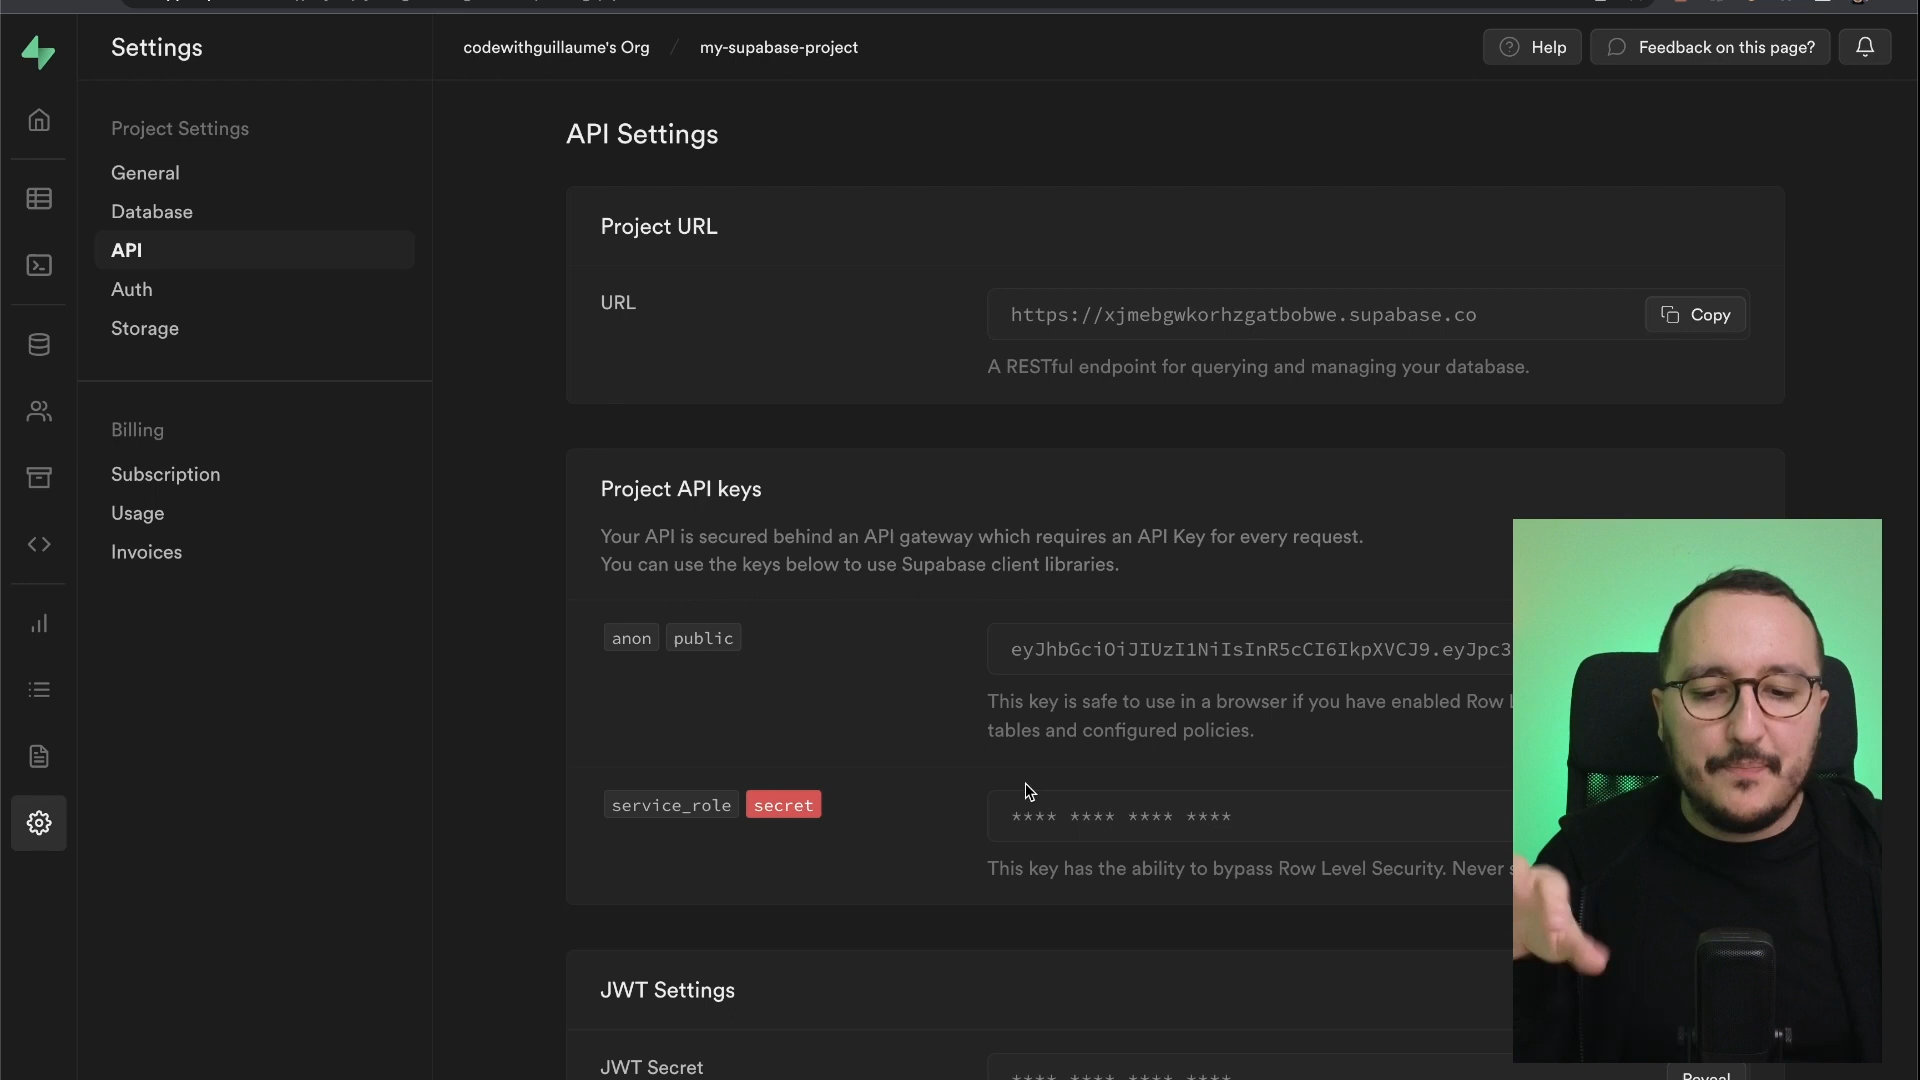 Settings
codewithguillaume's Org / my-supabase-project
Help
Feedback on this page?
Project Settings
General
Database
API
Auth
Storage
Billing
Subscription
Usage
Invoices
API Settings
Project URL
URL
https://xjmebgwkorhzgatbobwe.supabase.co
Copy
A RESTful endpoint for querying and managing your database.
Project API keys
Your API is secured behind an API gateway which requires an API Key for every request.
You can use the keys below to use Supabase client libraries.
anon public
eyJhbGciOiJIUzI1NiIsInR5cCI6IkpXVCJ9.eyJpc3
This key is safe to use in a browser if you have enabled Row L
tables and configured policies.
service_role secret
**** **** **** ****
This key has the ability to bypass Row Level Security. Never s
JWT Settings
JWT Secret
**** **** **** ****
Reveal